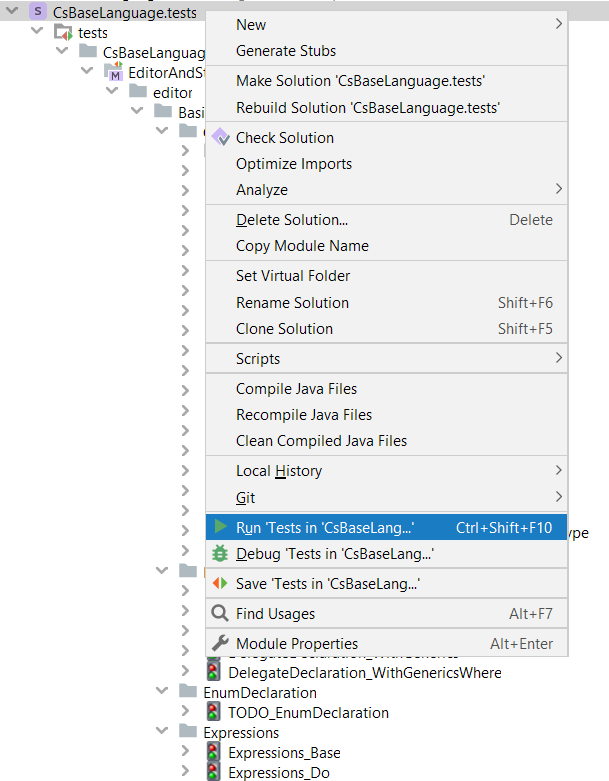 S CsBaseLanguage.tests
tests
CsBaseLanguag
M EditorAndSt
editor
Basi
New
Generate Stubs
Make Solution 'CsBaseLanguage.tests'
Rebuild Solution 'CsBaseLanguage.tests'
Check Solution
Optimize Imports
Analyze
Delete Solution... Delete
Copy Module Name
Set Virtual Folder
Rename Solution Shift+F6
Clone Solution Shift+F5
Scripts
Compile Java Files
Recompile Java Files
Clean Compiled Java Files
Local History
Git
Run 'Tests in 'CsBaseLang...' Ctrl+Shift+F10
ype
Debug 'Tests in 'CsBaseLang...'
Save 'Tests in 'CsBaseLang...'
Find Usages Alt+F7
Module Properties Alt+Enter
DelegateDeclaration_WithGenericsWhere
EnumDeclaration
TODO_EnumDeclaration
Expressions
Expressions_Base
Expressions_Do